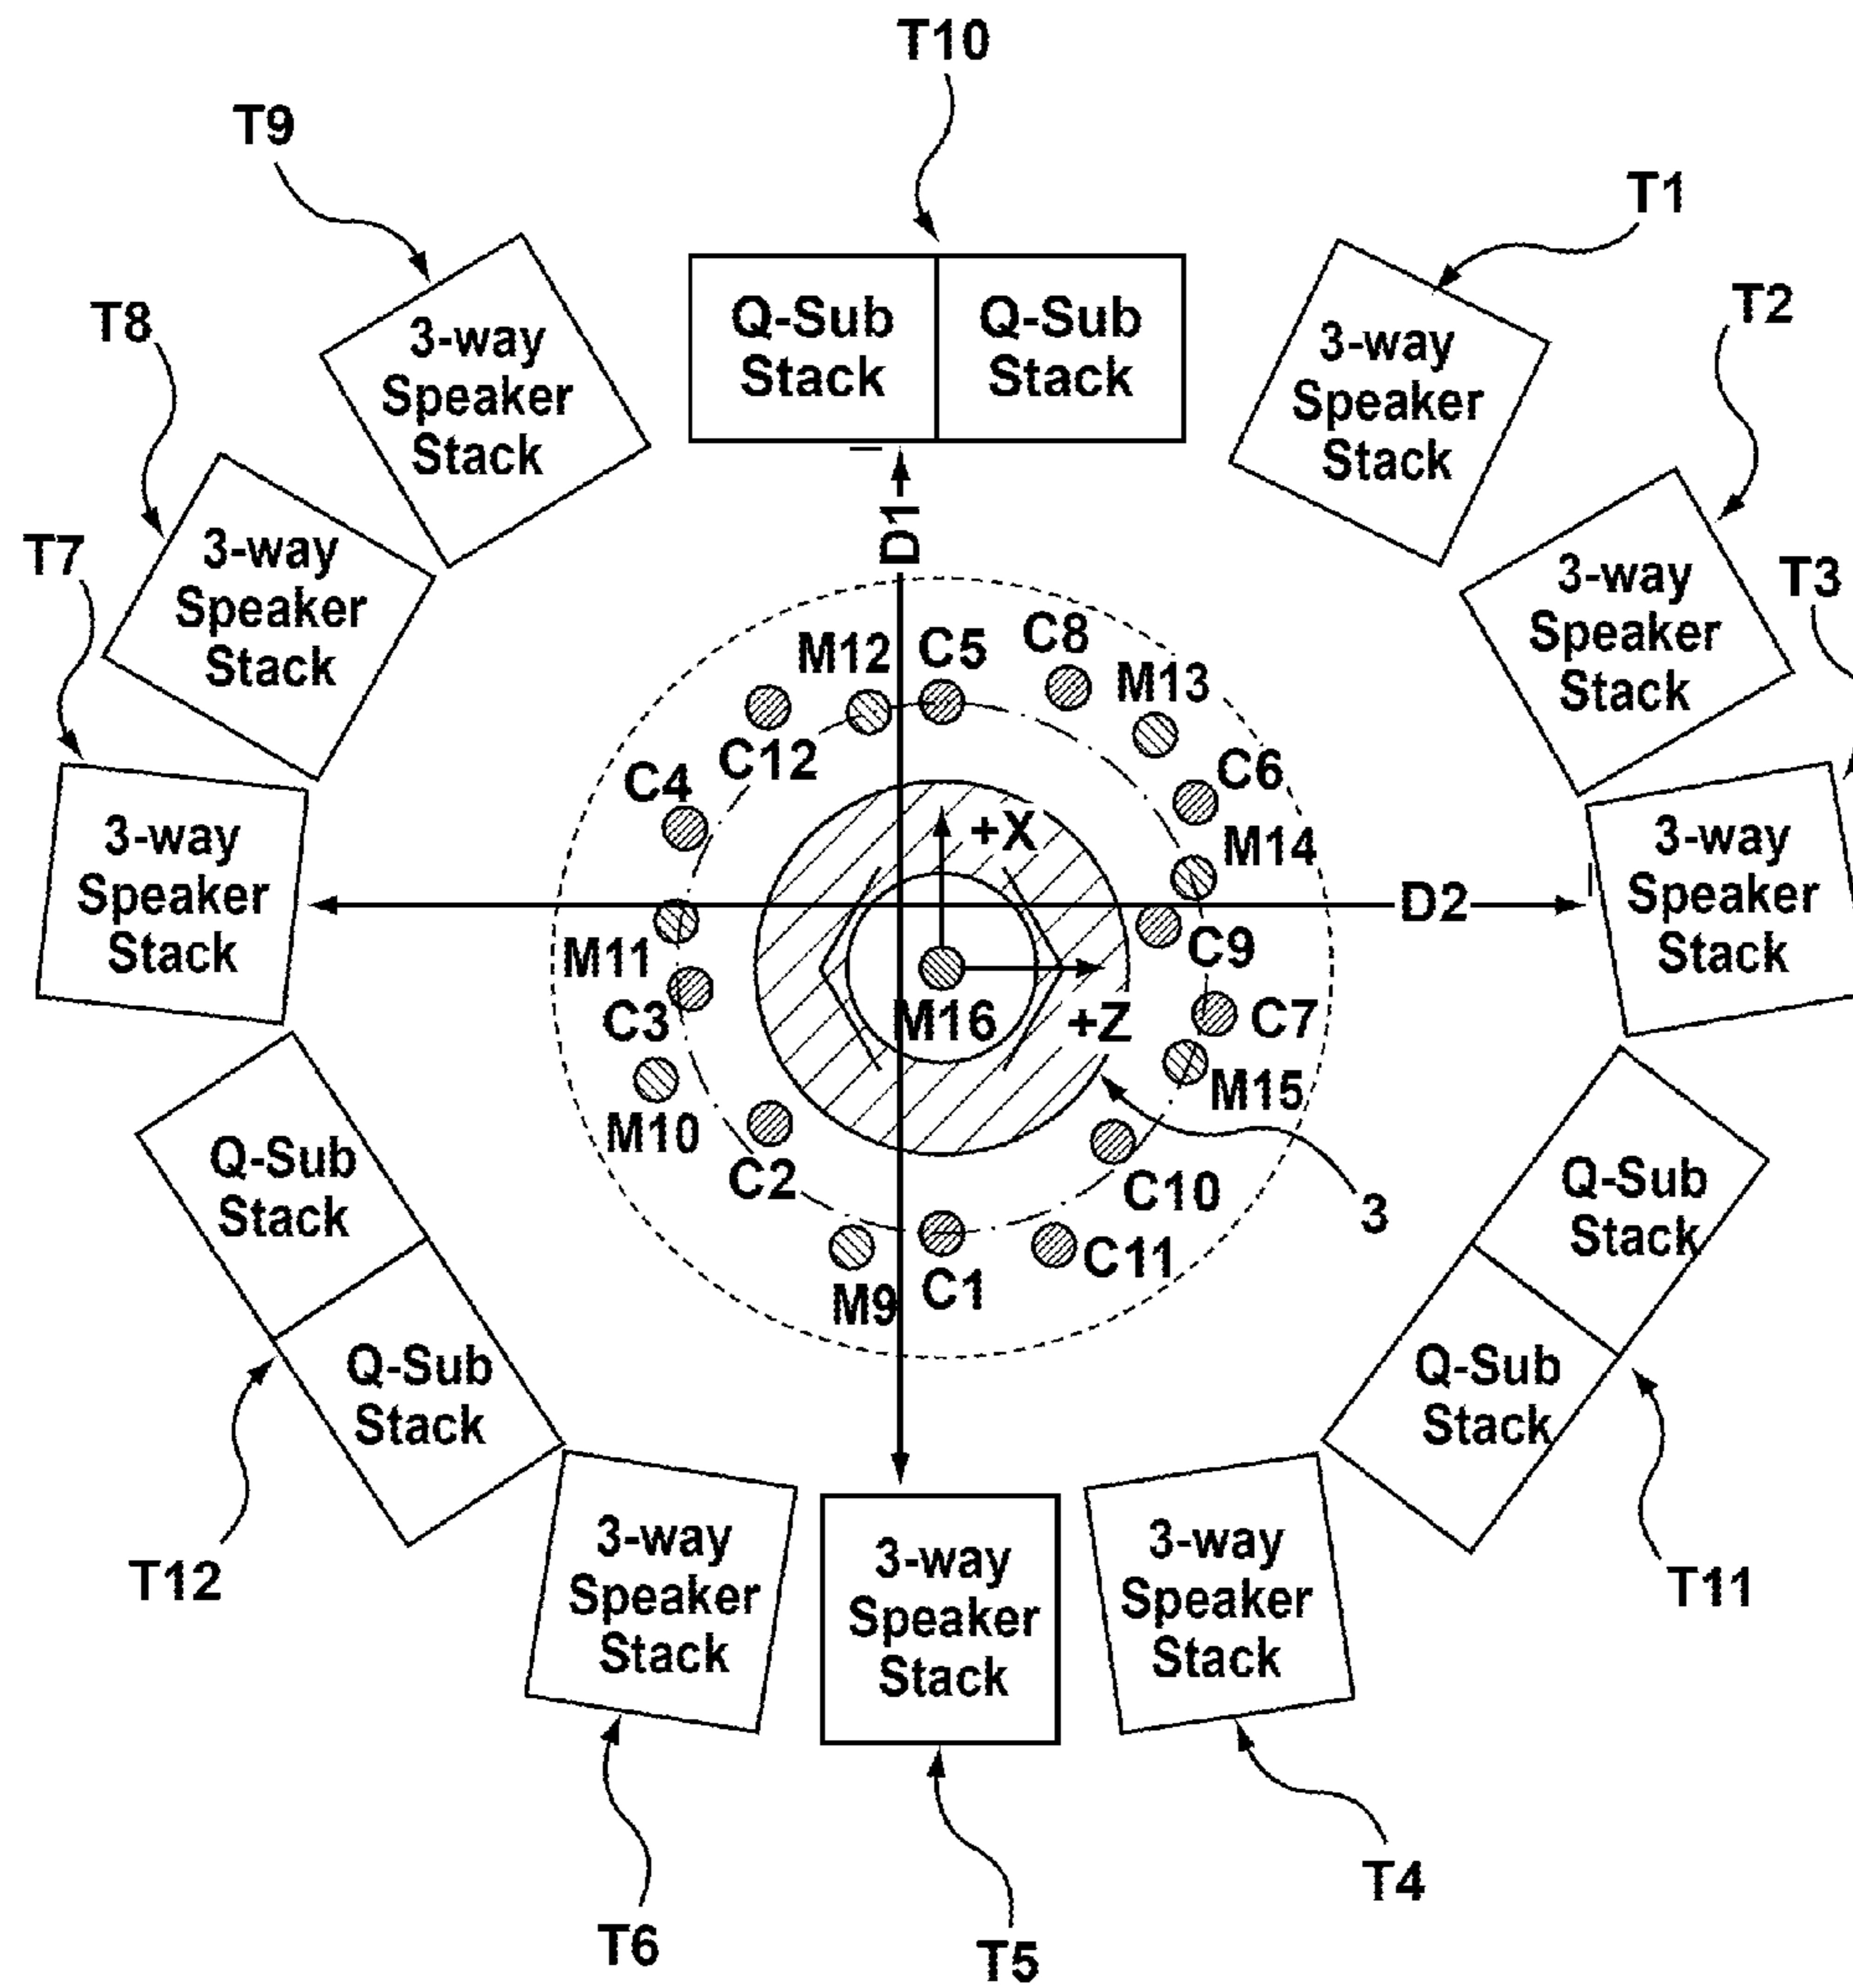 T10
T9
T1
T2
T8
Q-Sub
Stack
Q-Sub
Stack
3-way
Speaker
Stack
3-way
Speaker
Stack
D1
T7
3-way
Speaker
Stack
3-way
Speaker
Stack
T3
M12
C5
C8
M13
C12
C4
C6
M14
+X
3-way
Speaker
Stack
3-way
Speaker
Stack
D2
M11
C9
C3
M16
+Z
C7
M15
M10
C2
C10
3
Q-Sub
Stack
Q-Sub
Stack
M9
C1
C11
Q-Sub
Stack
Q-Sub
Stack
T12
T11
3-way
Speaker
Stack
3-way
Speaker
Stack
3-way
Speaker
Stack
T4
T6
T5